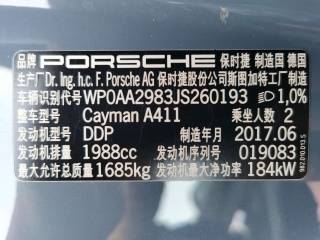 品牌 PORSCHE 保时捷 制造国 德国
生产厂 Dr. Ing. h.c. F. Porsche AG 保时捷股份公司斯图加特工厂制造
车辆识别代号 WP0AA2983JS260193 1,0%
整车型号 Cayman A411 乘坐人数 2
发动机型号 DDP 制造年月 2017.06
发动机排量 1988cc 发动机序列号 019083
最大允许总质量 1685kg 发动机最大净功率 184kW
982.010.013.S